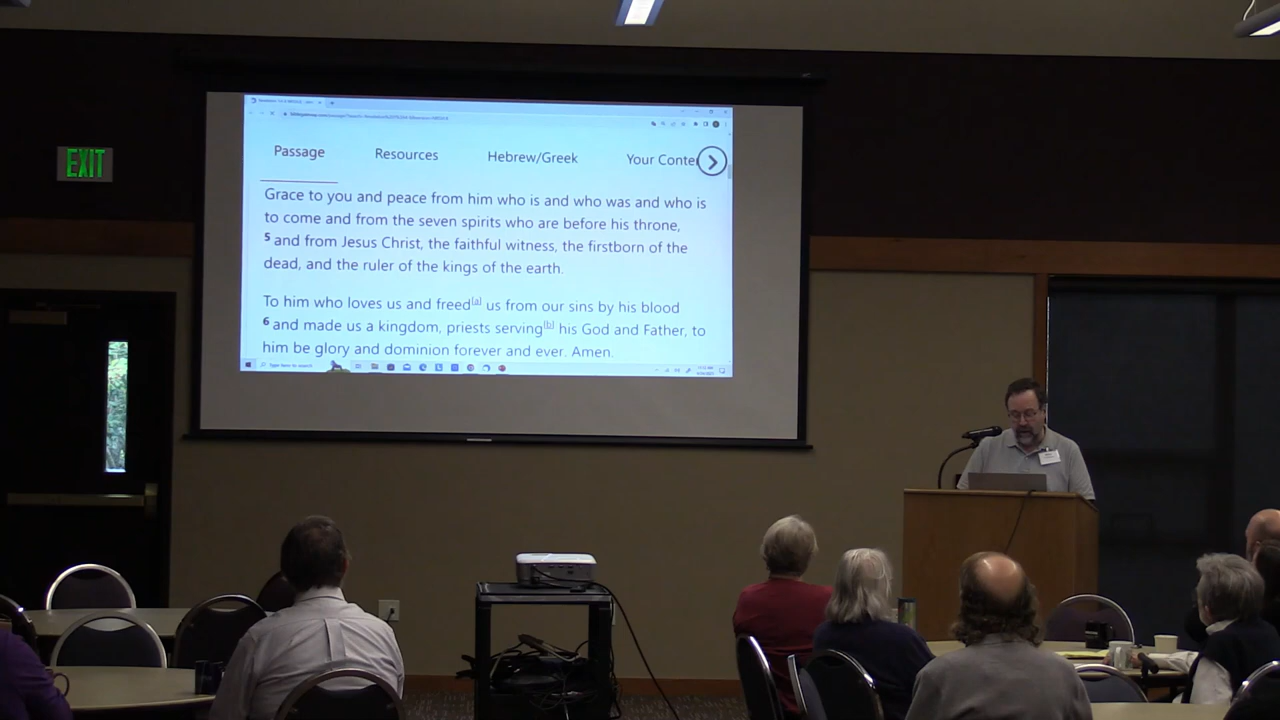 EXIT
Passage
Resources
Hebrew/Greek
Your Conte
Grace to you and peace from him who is and who was and who is
to come and from the seven spirits who are before his throne,
5 and from Jesus Christ, the faithful witness, the firstborn of the
dead, and the ruler of the kings of the earth.
To him who loves us and freed[a] us from our sins by his blood
6 and made us a kingdom, priests serving[b] his God and Father, to
him be glory and dominion forever and ever. Amen.
Type here to search